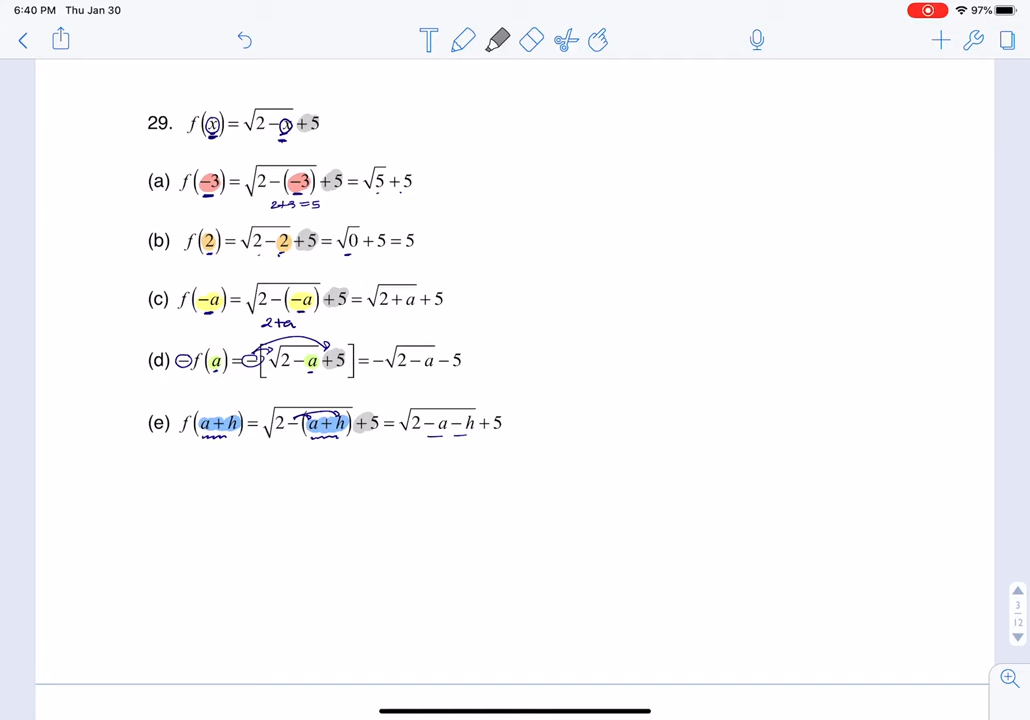 6:40 PM Thu Jan 30
97%
T
29. f(x) = √(2 − x) + 5
(a) f(−3) = √(2 − (−3)) + 5 = √5 + 5
2+3 = 5
(b) f(2) = √(2 − 2) + 5 = √0 + 5 = 5
(c) f(−a) = √(2 − (−a)) + 5 = √(2 + a) + 5
2+a
(d) −f(a) = −[√(2 − a) + 5] = −√(2 − a) − 5
(e) f(a + h) = √(2 − (a + h)) + 5 = √(2 − a − h) + 5
3
12